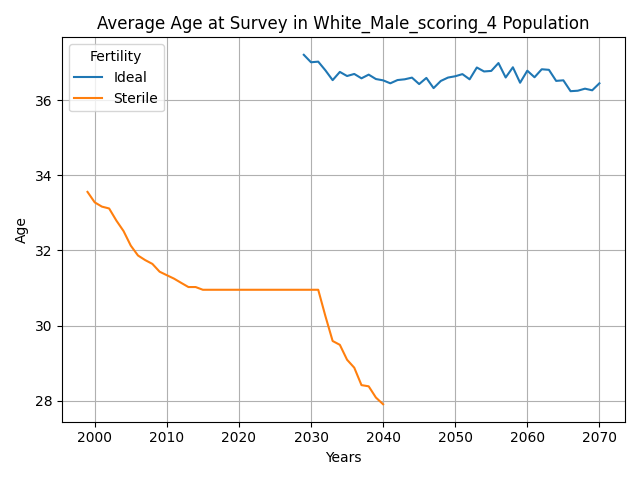 Average Age at Survey in White_Male_scoring_4 Population
Fertility
Ideal
Sterile
Age
36
34
32
30
28
2000 2010 2020 2030 2040 2050 2060 2070
Years